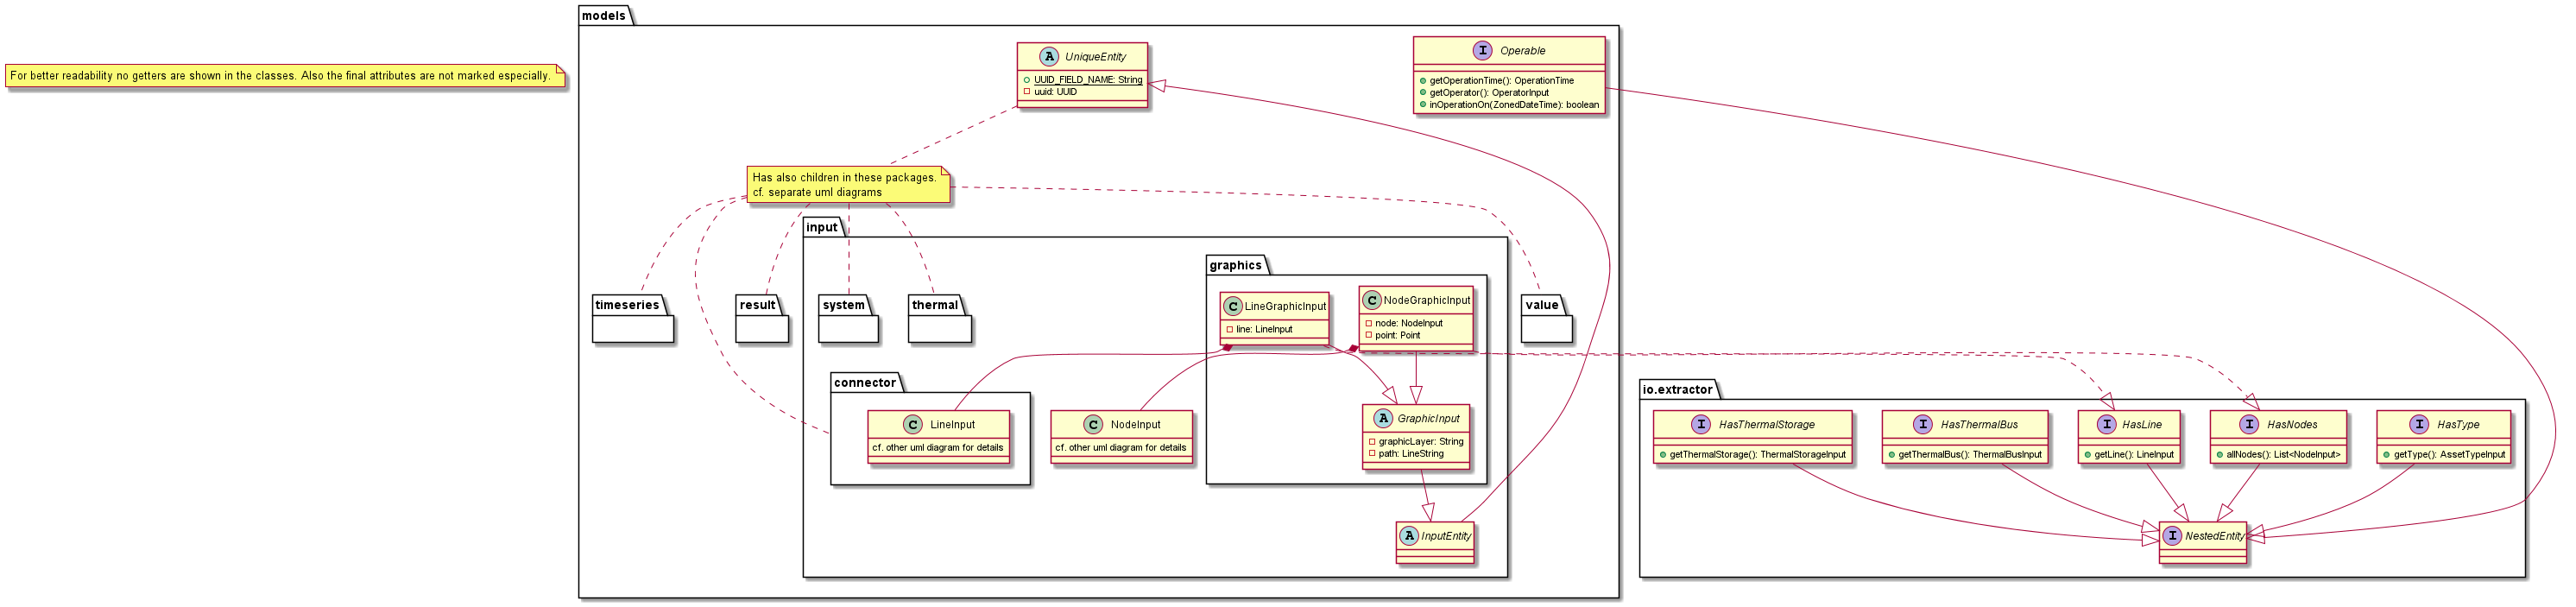 For better readability no getters are shown in the classes. Also the final attributes are not marked especially.
models
A UniqueEntity
UUID_FIELD_NAME: String
uuid: UUID
I Operable
getOperationTime(): OperationTime
getOperator(): OperatorInput
inOperationOn(ZonedDateTime): boolean
Has also children in these packages.
cf. separate uml diagrams
timeseries
result
input
system
thermal
value
graphics
C LineGraphicInput
line: LineInput
C NodeGraphicInput
node: NodeInput
point: Point
connector
C LineInput
cf. other uml diagram for details
C NodeInput
cf. other uml diagram for details
A GraphicInput
graphicLayer: String
path: LineString
A InputEntity
io.extractor
I HasThermalStorage
getThermalStorage(): ThermalStorageInput
I HasThermalBus
getThermalBus(): ThermalBusInput
I HasLine
getLine(): LineInput
I HasNodes
allNodes(): List<NodeInput>
I HasType
getType(): AssetTypeInput
I NestedEntity